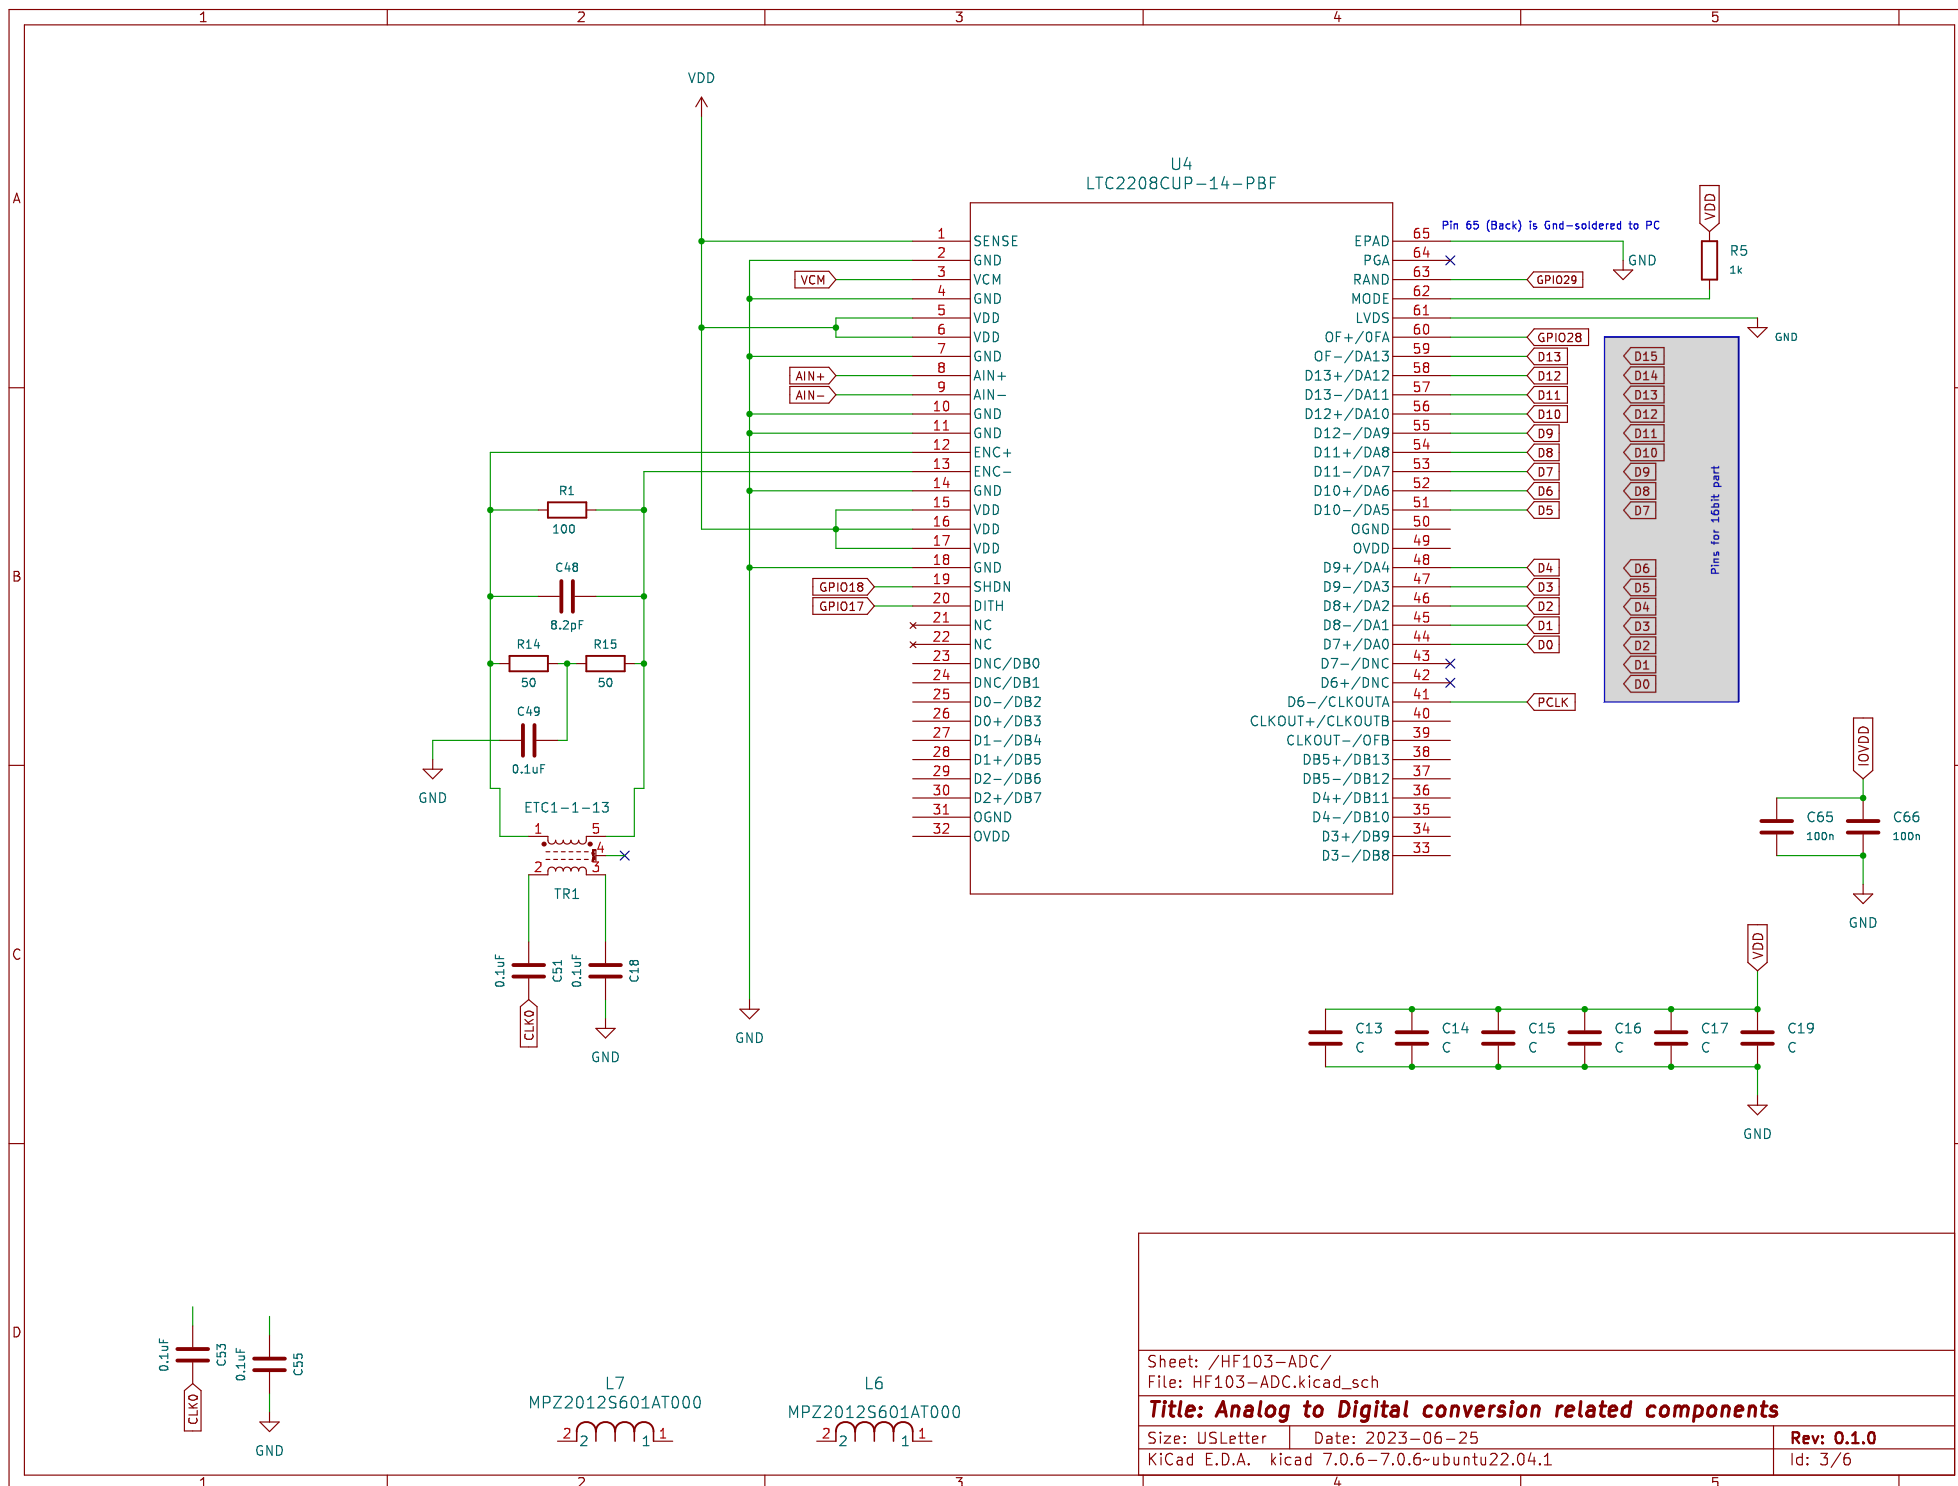 1 2 3 4 5
VDD
U4
LTC2208CUP-14-PBF
A
VDD
R5
1k
Pin 65 (Back) is Gnd-soldered to PC
GND
GND
1 SENSE
2 GND
VCM 3 VCM
4 GND
5 VDD
6 VDD
7 GND
AIN+ 8 AIN+
AIN- 9 AIN-
10 GND
11 GND
12 ENC+
13 ENC-
14 GND
15 VDD
16 VDD
17 VDD
18 GND
GPIO18 19 SHDN
GPIO17 20 DITH
21 NC
22 NC
23 DNC/DB0
24 DNC/DB1
25 D0-/DB2
26 D0+/DB3
27 D1-/DB4
28 D1+/DB5
29 D2-/DB6
30 D2+/DB7
31 OGND
32 OVDD
EPAD 65
PGA 64
RAND 63 GPIO29
MODE 62
LVDS 61
OF+/0FA 60 GPIO28
OF-/DA13 59 D13
D13+/DA12 58 D12
D13-/DA11 57 D11
D12+/DA10 56 D10
D12-/DA9 55 D9
D11+/DA8 54 D8
D11-/DA7 53 D7
D10+/DA6 52 D6
D10-/DA5 51 D5
OGND 50
OVDD 49
D9+/DA4 48 D4
D9-/DA3 47 D3
D8+/DA2 46 D2
D8-/DA1 45 D1
D7+/DA0 44 D0
D7-/DNC 43
D6+/DNC 42
D6-/CLKOUTA 41 PCLK
CLKOUT+/CLKOUTB 40
CLKOUT-/OFB 39
DB5+/DB13 38
DB5-/DB12 37
D4+/DB11 36
D4-/DB10 35
D3+/DB9 34
D3-/DB8 33
D15
D14
D13
D12
D11
D10
D9
D8
D7
D6
D5
D4
D3
D2
D1
D0
Pins for 16bit part
B
R1
100
C48
8.2pF
R14 R15
50 50
C49
0.1uF
GND
ETC1-1-13
1 5
4
2 3
TR1
C
0.1uF C51
0.1uF C18
CLK0
GND
GND
IOVDD
C65
100n
C66
100n
GND
VDD
C13 C14 C15 C16 C17 C19
C C C C C C
GND
D
0.1uF C53
0.1uF C55
CLK0
GND
L7
MPZ2012S601AT000
2 2 1 1
L6
MPZ2012S601AT000
2 2 1 1
Sheet: /HF103-ADC/
File: HF103-ADC.kicad_sch
Title: Analog to Digital conversion related components
Size: USLetter Date: 2023-06-25 Rev: 0.1.0
KiCad E.D.A. kicad 7.0.6-7.0.6~ubuntu22.04.1 Id: 3/6
1 2 3 4 5